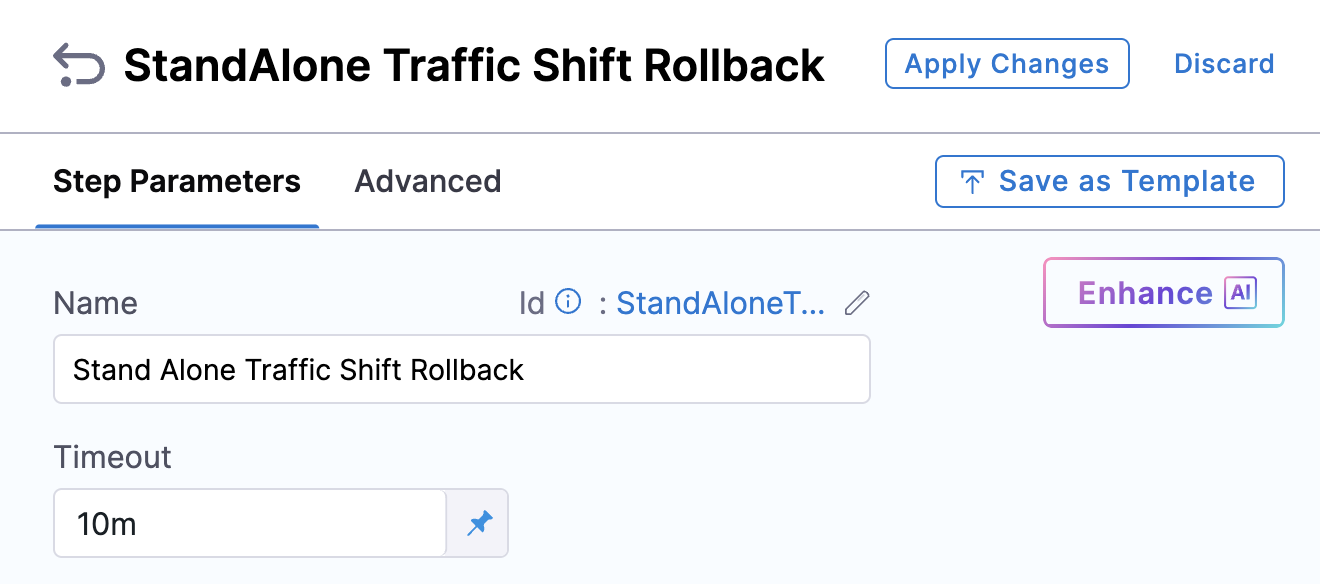 StandAlone Traffic Shift Rollback
Apply Changes
Discard
Step Parameters
Advanced
Save as Template
Name
Id : StandAloneT...
Enhance AI
Stand Alone Traffic Shift Rollback
Timeout
10m